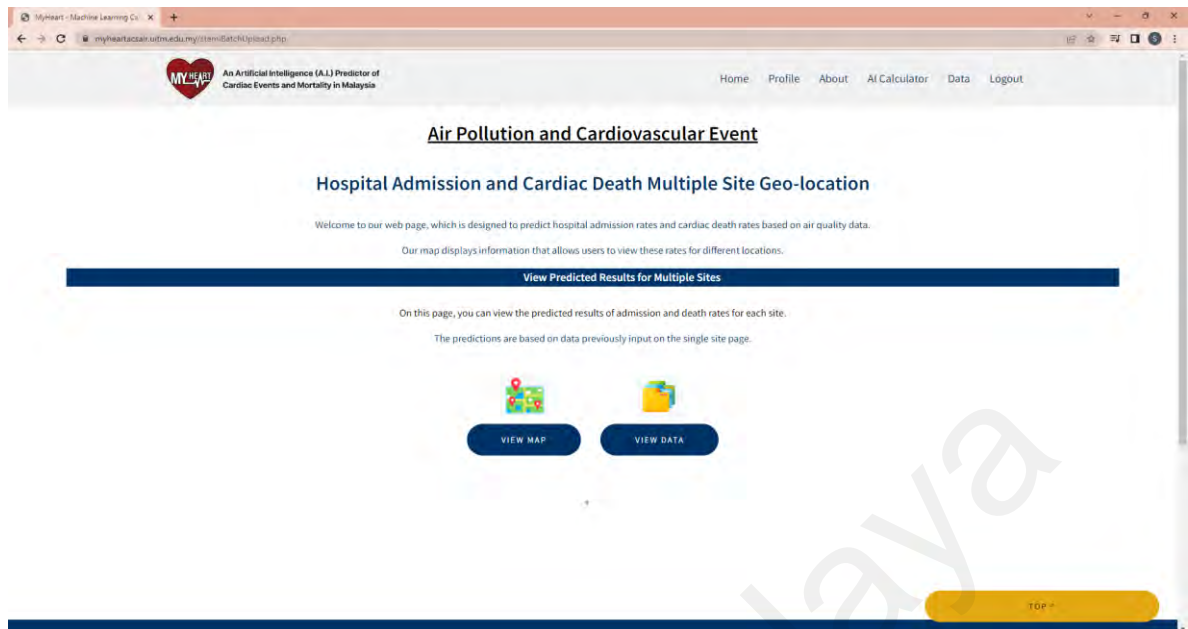 MyHeart - Machine Learning Ca
MY HEART
An Artificial Intelligence (A.I.) Predictor of
Cardiac Events and Mortality in Malaysia
Home Profile About AI Calculator Data Logout
Air Pollution and Cardiovascular Event
Hospital Admission and Cardiac Death Multiple Site Geo-location
Welcome to our web page, which is designed to predict hospital admission rates and cardiac death rates based on air quality data.
Our map displays information that allows users to view these rates for different locations.
View Predicted Results for Multiple Sites
On this page, you can view the predicted results of admission and death rates for each site.
The predictions are based on data previously input on the single site page.
VIEW MAP VIEW DATA
TOP ^
laya